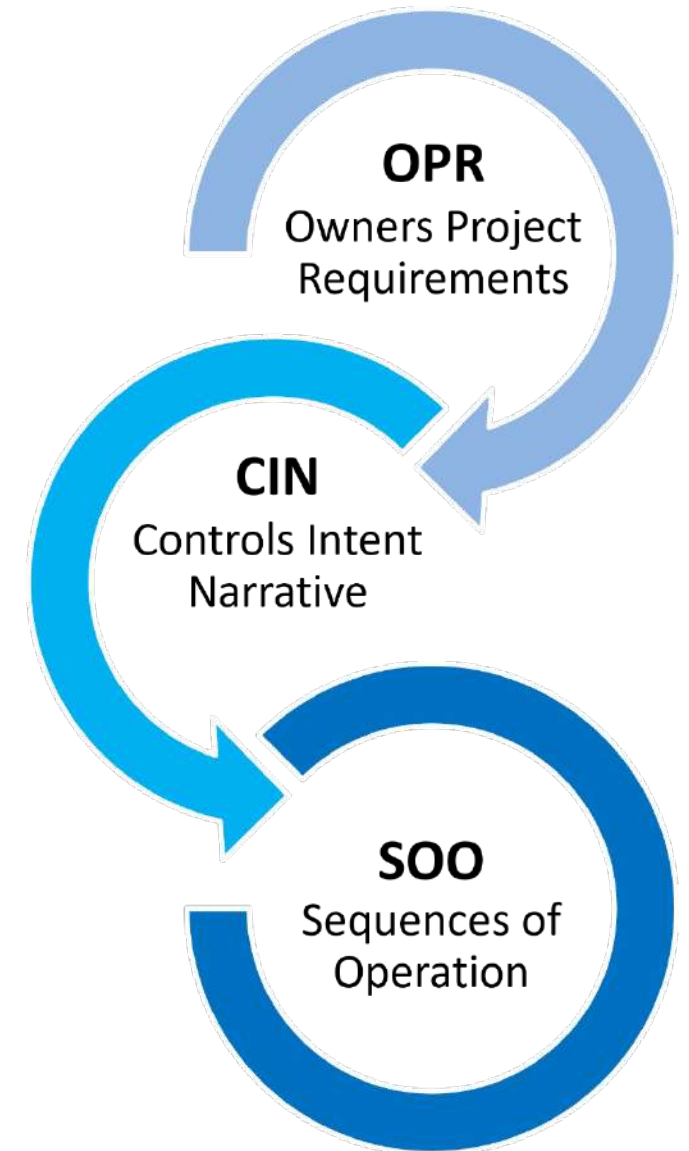 OPR
Owners Project
Requirements
CIN
Controls Intent
Narrative
SOO
Sequences of
Operation